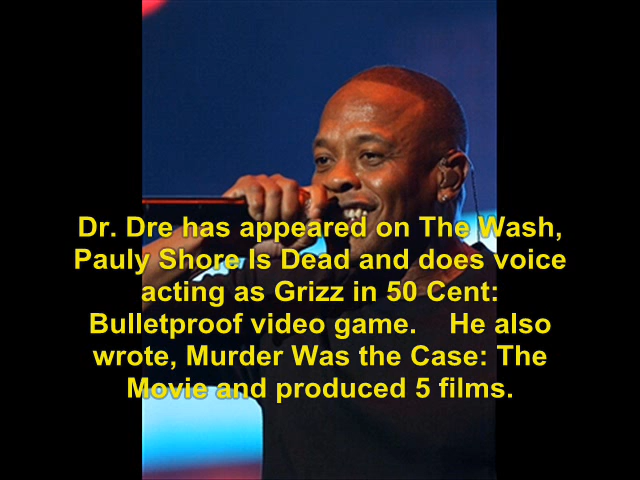 Dr. Dre has appeared on The Wash,
Pauly Shore Is Dead and does voice
acting as Grizz in 50 Cent:
Bulletproof video game.    He also
wrote, Murder Was the Case: The
Movie and produced 5 films.